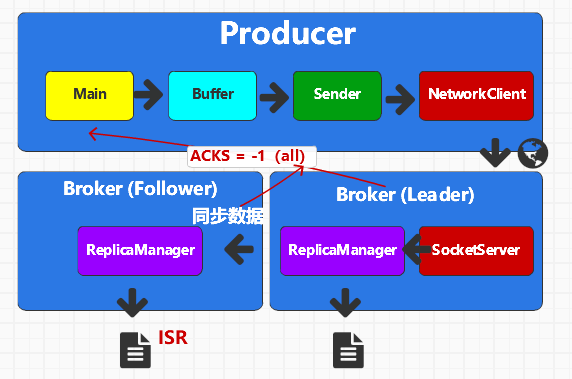 Producer
Main
Buffer
Sender
NetworkClient
ACKS = -1 (all)
Broker (Follower)
Broker (Leader)
同步数据
ReplicaManager
ReplicaManager
SocketServer
ISR